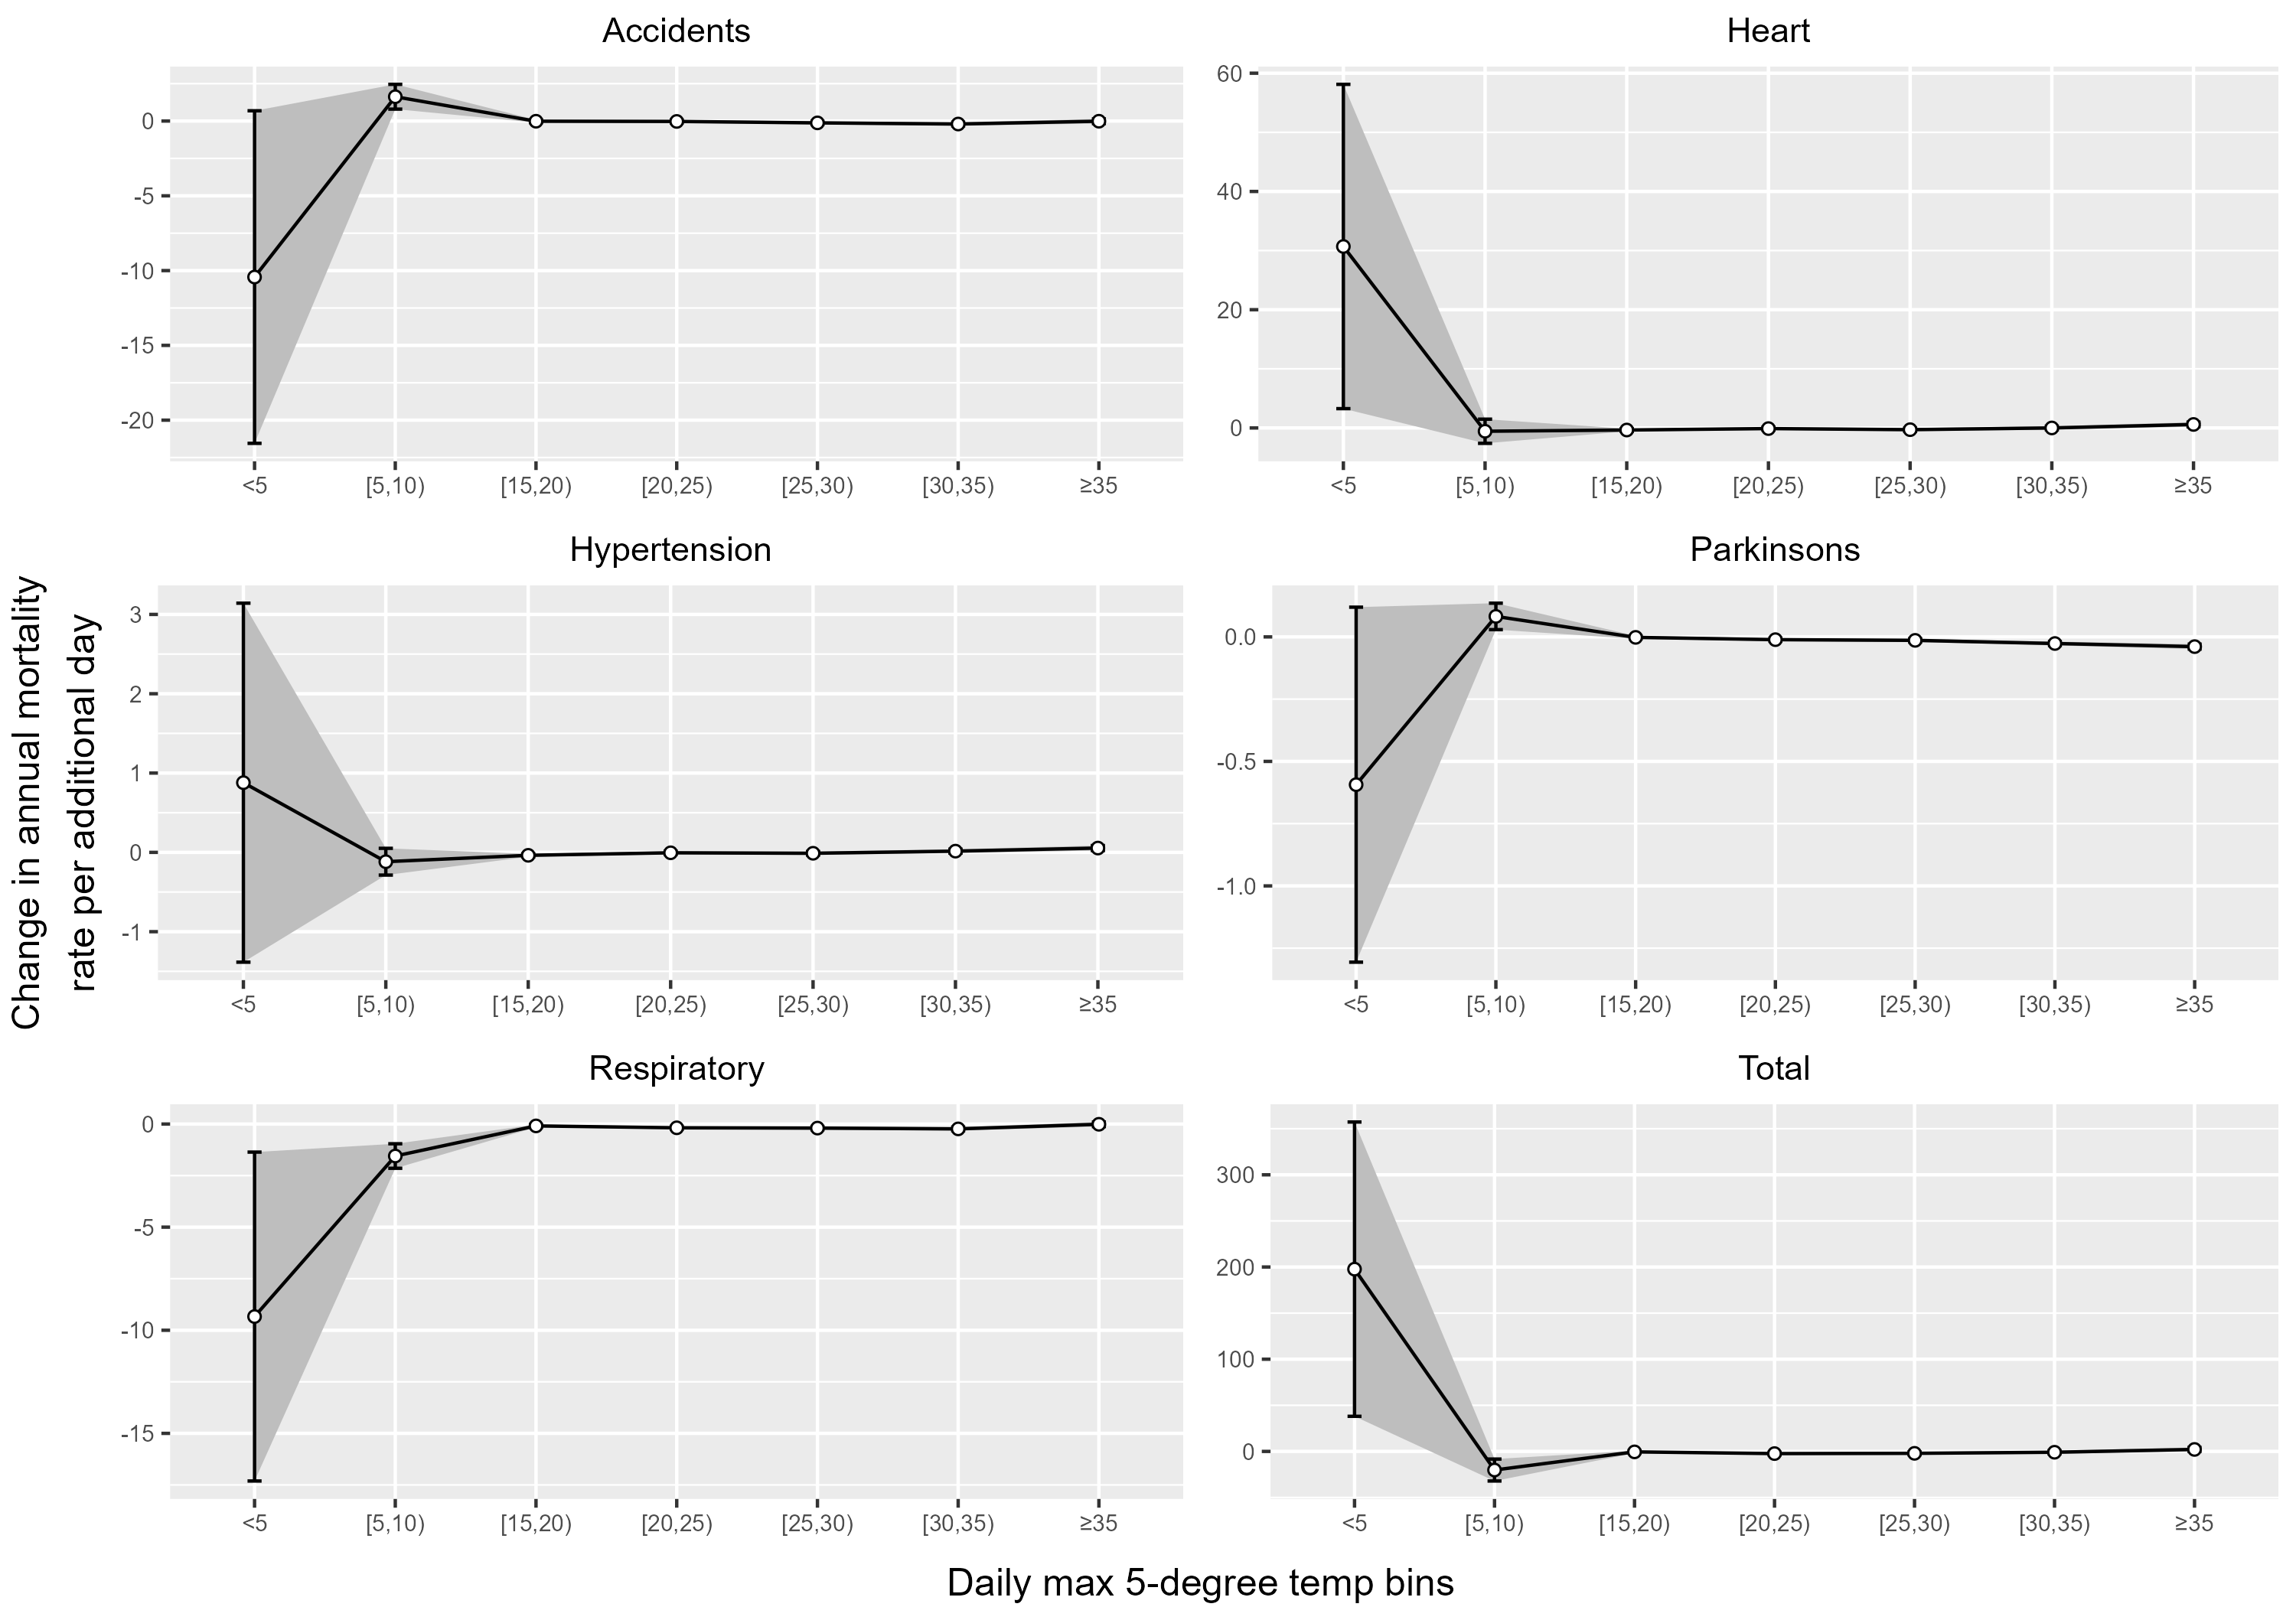 Accidents
0
-5
-10
-15
-20
<5 [5,10) [15,20) [20,25) [25,30) [30,35) ≥35
Heart
60
40
20
0
<5 [5,10) [15,20) [20,25) [25,30) [30,35) ≥35
Change in annual mortality
rate per additional day
Hypertension
3
2
1
0
-1
<5 [5,10) [15,20) [20,25) [25,30) [30,35) ≥35
Parkinsons
0.0
-0.5
-1.0
<5 [5,10) [15,20) [20,25) [25,30) [30,35) ≥35
Respiratory
0
-5
-10
-15
<5 [5,10) [15,20) [20,25) [25,30) [30,35) ≥35
Total
300
200
100
0
<5 [5,10) [15,20) [20,25) [25,30) [30,35) ≥35
Daily max 5-degree temp bins